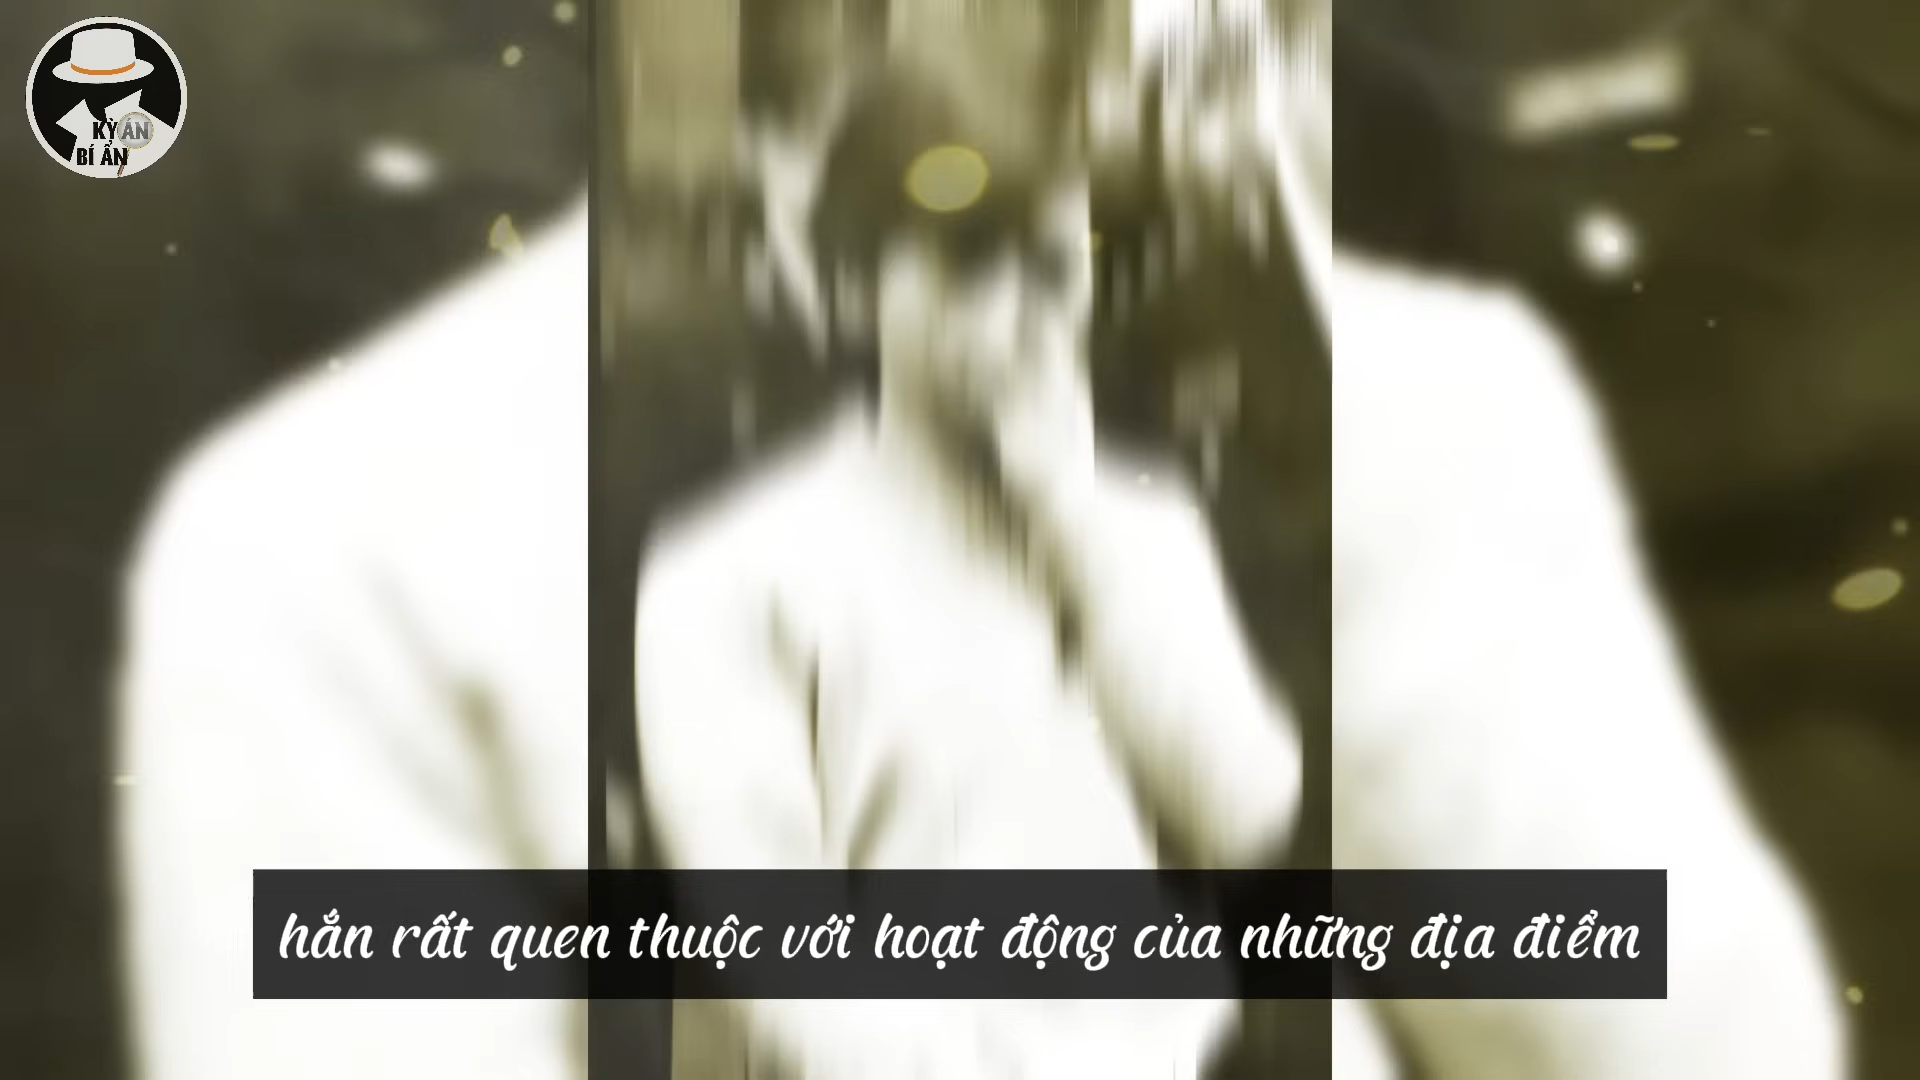 KỲ ÁN
BÍ ẨN
hắn rất quen thuộc với hoạt động của những địa điểm